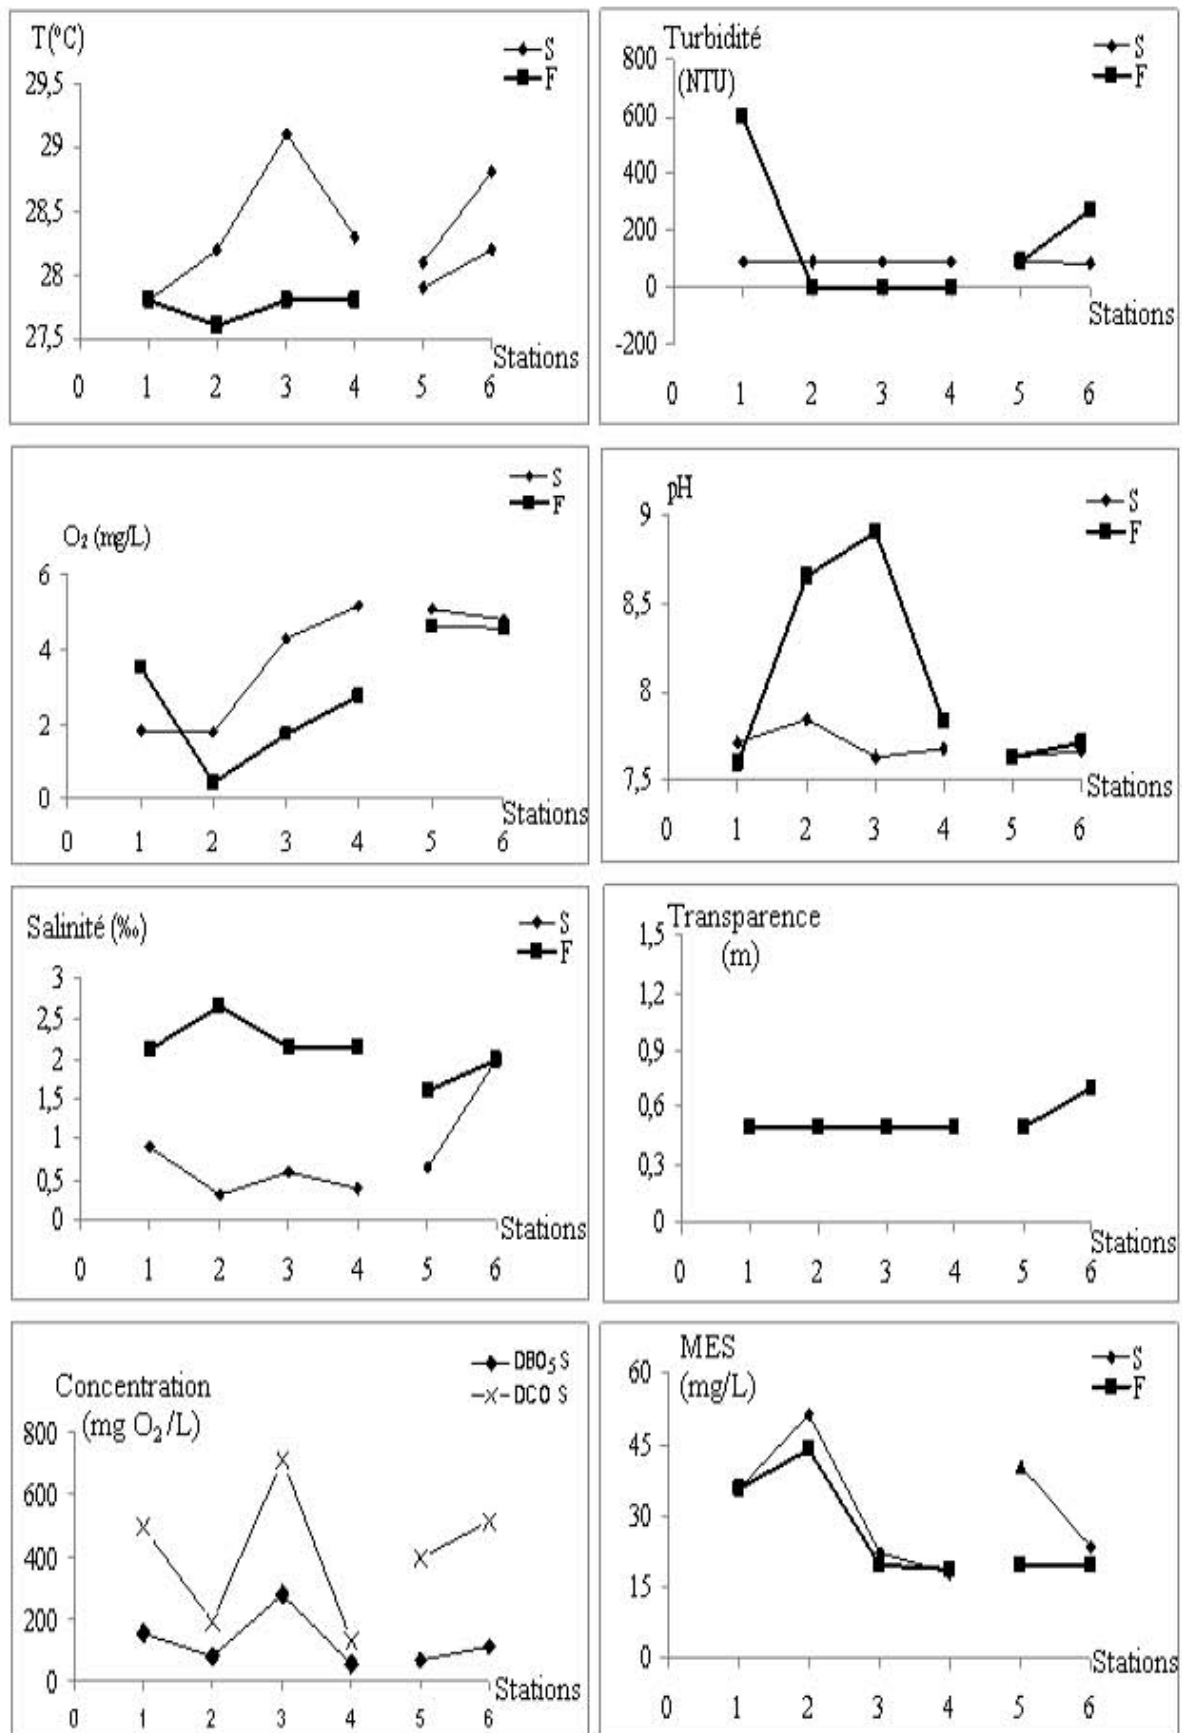 T(°C)
S
F
29,5
29
28,5
28
27,5
Stations
0 1 2 3 4 5 6
Turbidité
(NTU)
S
F
800
600
400
200
0
-200
Stations
0 1 2 3 4 5 6
O₂ (mg/L)
S
F
6
4
2
0
Stations
0 1 2 3 4 5 6
pH
S
F
9
8,5
8
7,5
Stations
0 1 2 3 4 5 6
Salinité (‰)
S
F
3
2,5
2
1,5
1
0,5
0
Stations
0 1 2 3 4 5 6
Transparence
(m)
1,5
1,2
0,9
0,6
0,3
0
Stations
0 1 2 3 4 5 6
Concentration
(mg O₂/L)
DBO₅ S
DCO S
800
600
400
200
0
Stations
0 1 2 3 4 5 6
MES
(mg/L)
S
F
60
45
30
15
0
Stations
0 1 2 3 4 5 6